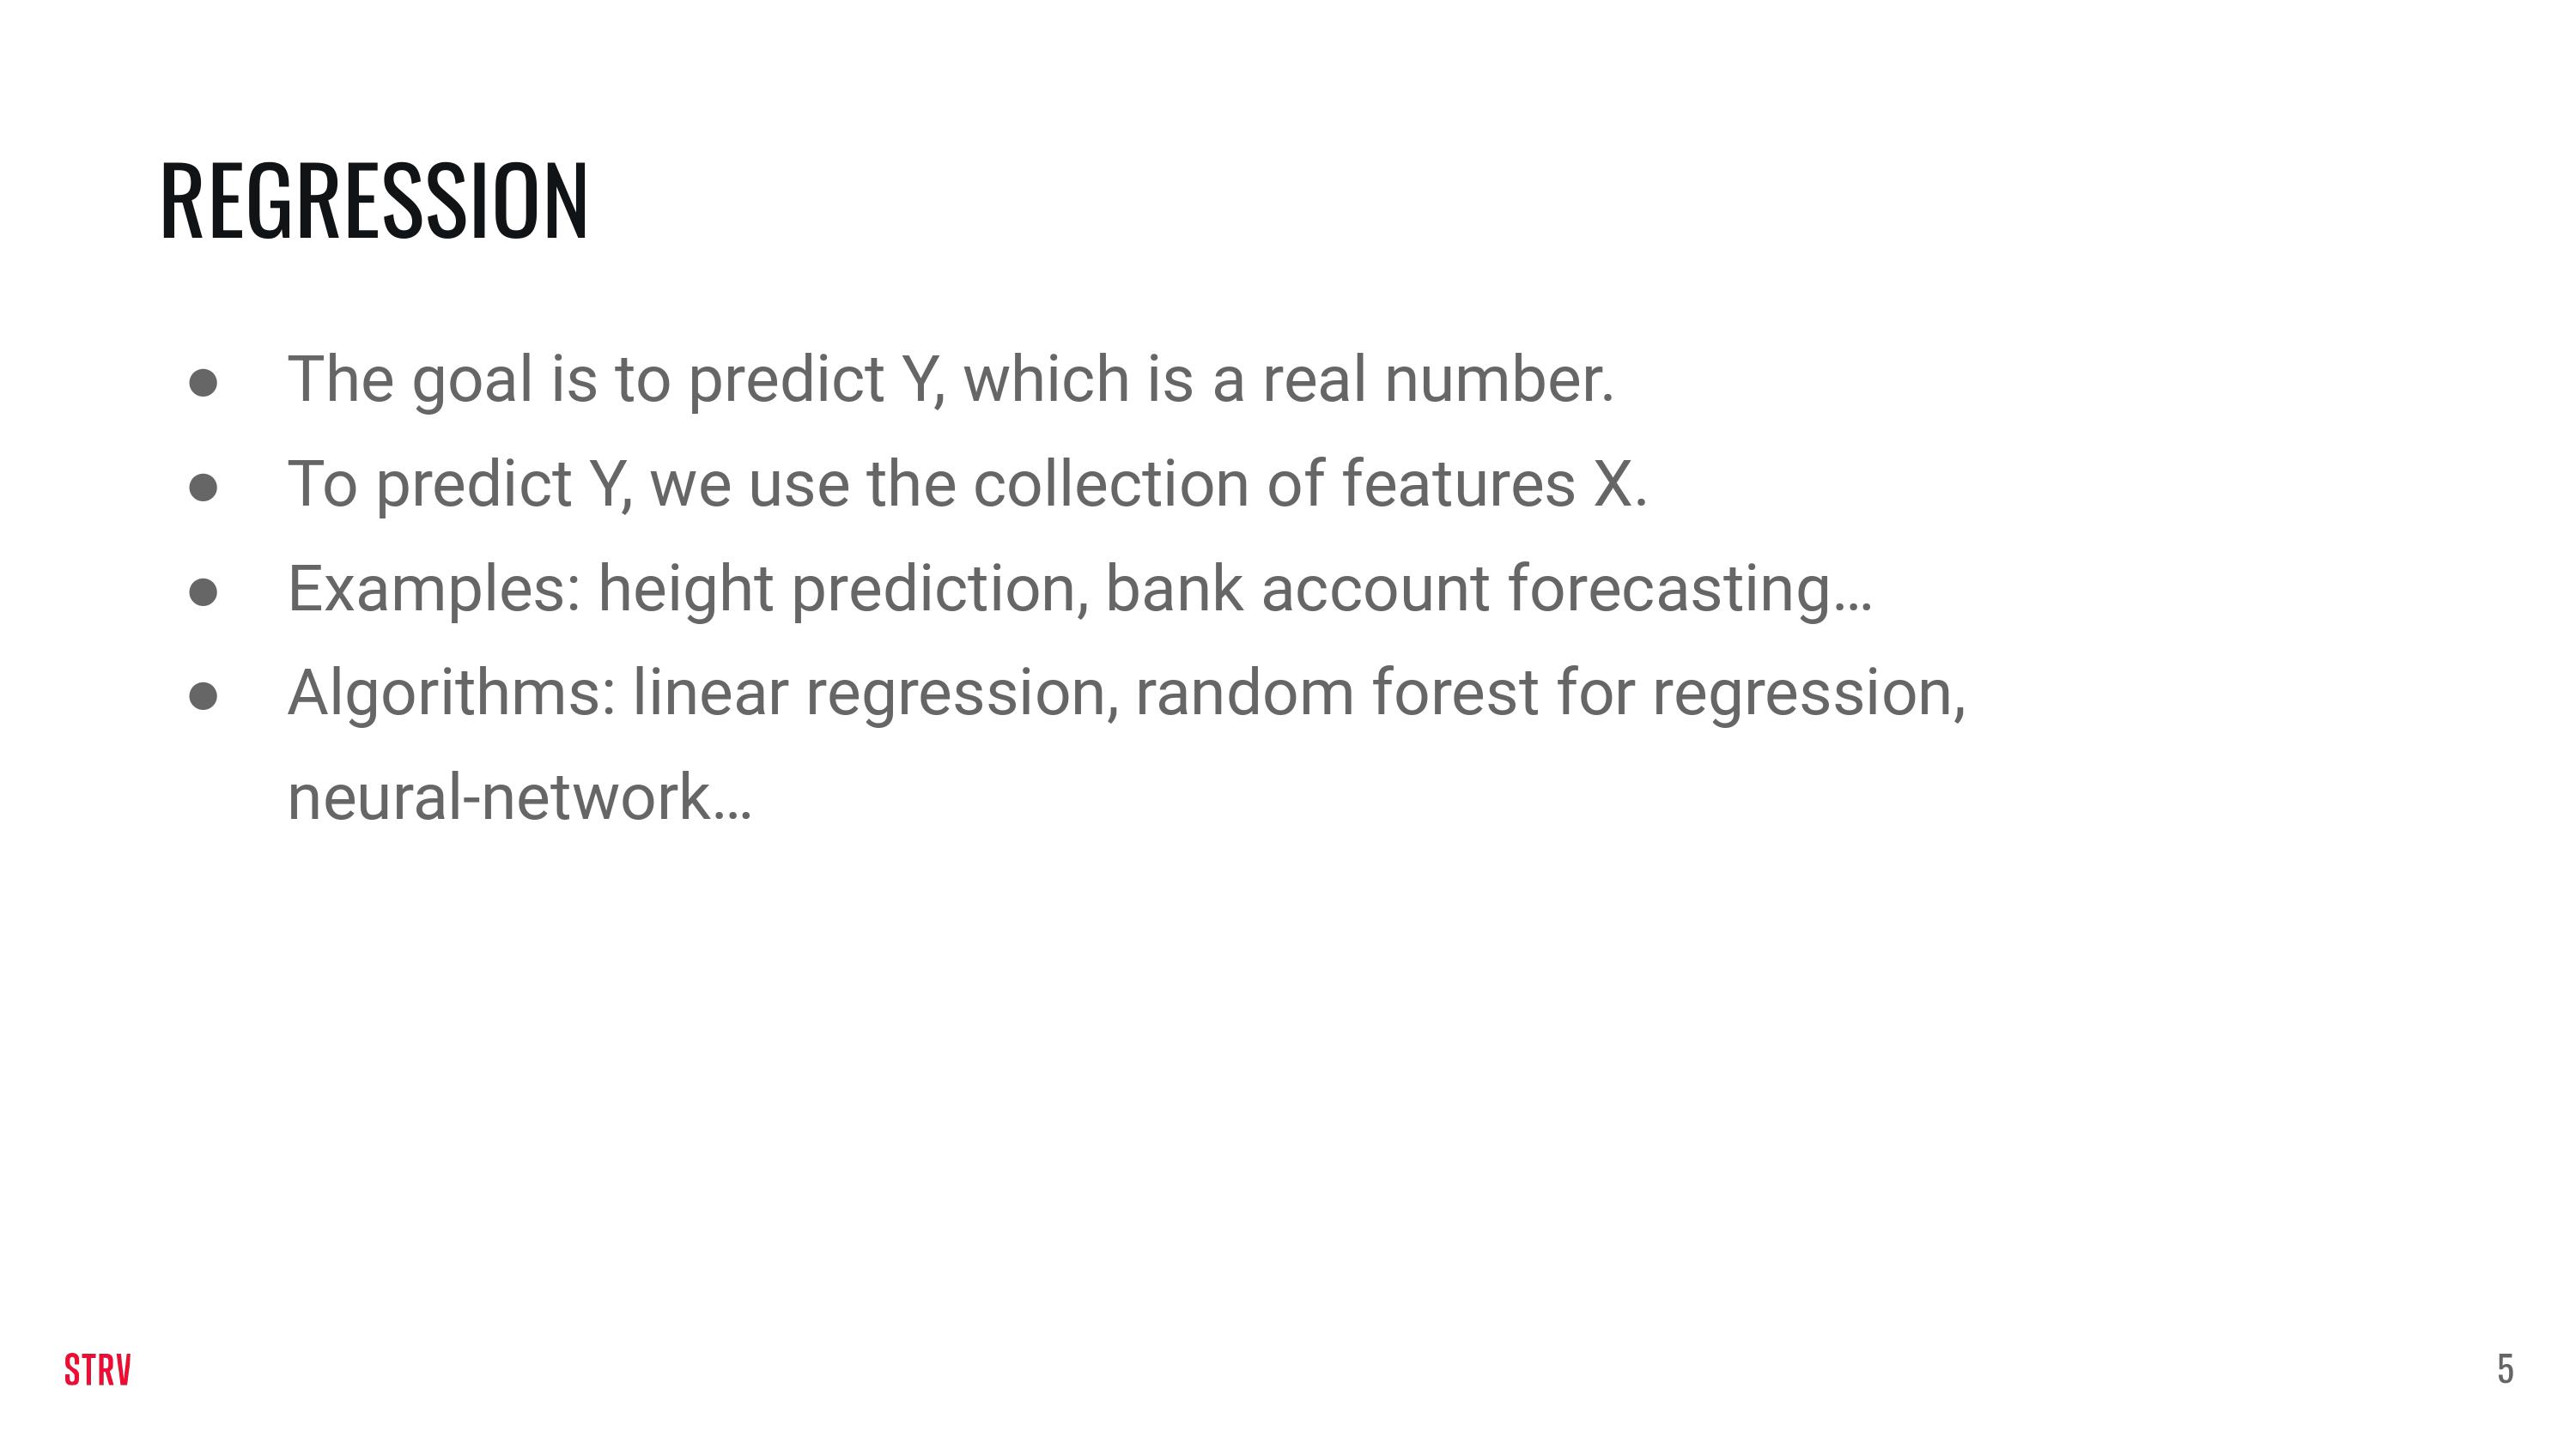 REGRESSION
● The goal is to predict Y, which is a real number.
● To predict Y, we use the collection of features X.
● Examples: height prediction, bank account forecasting…
● Algorithms: linear regression, random forest for regression,
neural-network…
STRV
5